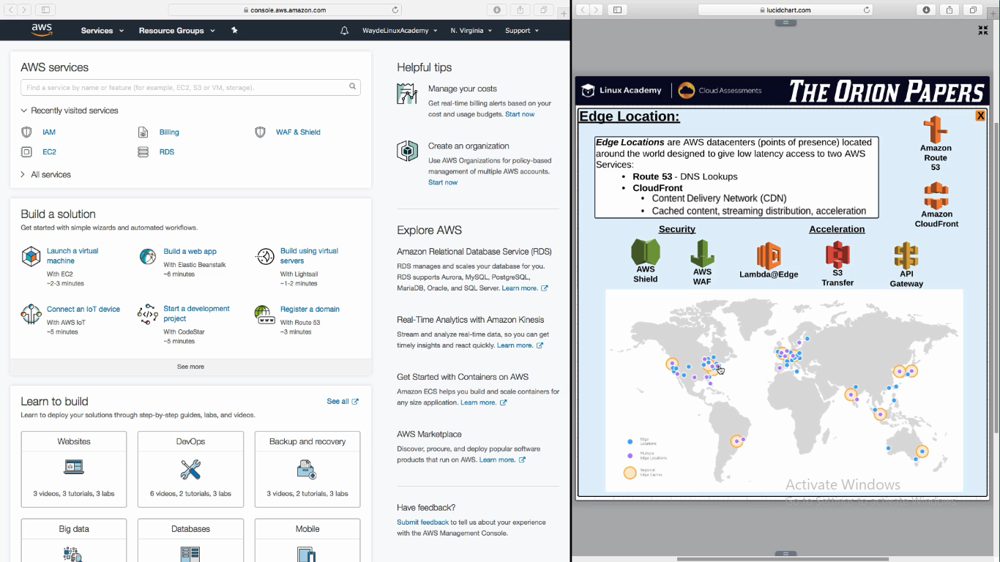 console.aws.amazon.com
aws
Services
Resource Groups
WaydeLinuxAcademy
N. Virginia
Support
AWS services
Find a service by name or feature (for example, EC2, S3 or VM, storage).
Recently visited services
IAM
Billing
WAF & Shield
EC2
RDS
All services
Build a solution
Get started with simple wizards and automated workflows.
Launch a virtual
machine
With EC2
~2-3 minutes
Build a web app
With Elastic Beanstalk
~6 minutes
Build using virtual
servers
With Lightsail
~1-2 minutes
Connect an IoT device
With AWS IoT
~5 minutes
Start a development
project
With CodeStar
~5 minutes
Register a domain
With Route 53
~3 minutes
See more
Learn to build
See all
Learn to deploy your solutions through step-by-step guides, labs, and videos.
Websites
3 videos, 3 tutorials, 3 labs
DevOps
6 videos, 2 tutorials, 3 labs
Backup and recovery
3 videos, 2 tutorials, 3 labs
Big data
Databases
Mobile
Helpful tips
Manage your costs
Get real-time billing alerts based on your
cost and usage budgets. Start now
Create an organization
Use AWS Organizations for policy-based
management of multiple AWS accounts.
Start now
Explore AWS
Amazon Relational Database Service (RDS)
RDS manages and scales your database for you.
RDS supports Aurora, MySQL, PostgreSQL,
MariaDB, Oracle, and SQL Server. Learn more.
Real-Time Analytics with Amazon Kinesis
Stream and analyze real-time data, so you can get
timely insights and react quickly. Learn more.
Get Started with Containers on AWS
Amazon ECS helps you build and scale containers for
any size application. Learn more.
AWS Marketplace
Discover, procure, and deploy popular software
products that run on AWS. Learn more.
Have feedback?
Submit feedback to tell us about your experience
with the AWS Management Console.
lucidchart.com
Linux Academy
Cloud Assessments
THE ORION PAPERS
Edge Location:
X
Edge Locations are AWS datacenters (points of presence) located
around the world designed to give low latency access to two AWS
Services:
• Route 53 - DNS Lookups
• CloudFront
• Content Delivery Network (CDN)
• Cached content, streaming distribution, acceleration
Amazon
Route
53
Amazon
CloudFront
Security
Acceleration
AWS
Shield
AWS
WAF
Lambda@Edge
S3
Transfer
API
Gateway
Edge
Locations
Multiple
Edge Locations
Regional
Edge Caches
Activate Windows
Go to Settings to activate Windows.